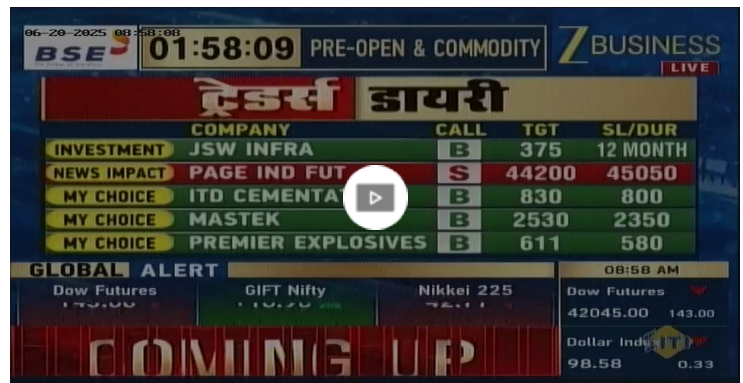 06-20-2025 08:58:08
BSE
01:58:09 PRE-OPEN & COMMODITY
Z BUSINESS
LIVE
ट्रेडर्स डायरी
COMPANY CALL TGT SL/DUR
INVESTMENT JSW INFRA B 375 12 MONTH
NEWS IMPACT PAGE IND FUT S 44200 45050
MY CHOICE ITD CEMENTA B 830 800
MY CHOICE MASTEK B 2530 2350
MY CHOICE PREMIER EXPLOSIVES B 611 580
GLOBAL ALERT
08:58 AM
Dow Futures GIFT Nifty Nikkei 225
Dow Futures
42045.00 143.00
COMING UP
Dollar Index
98.58 0.33